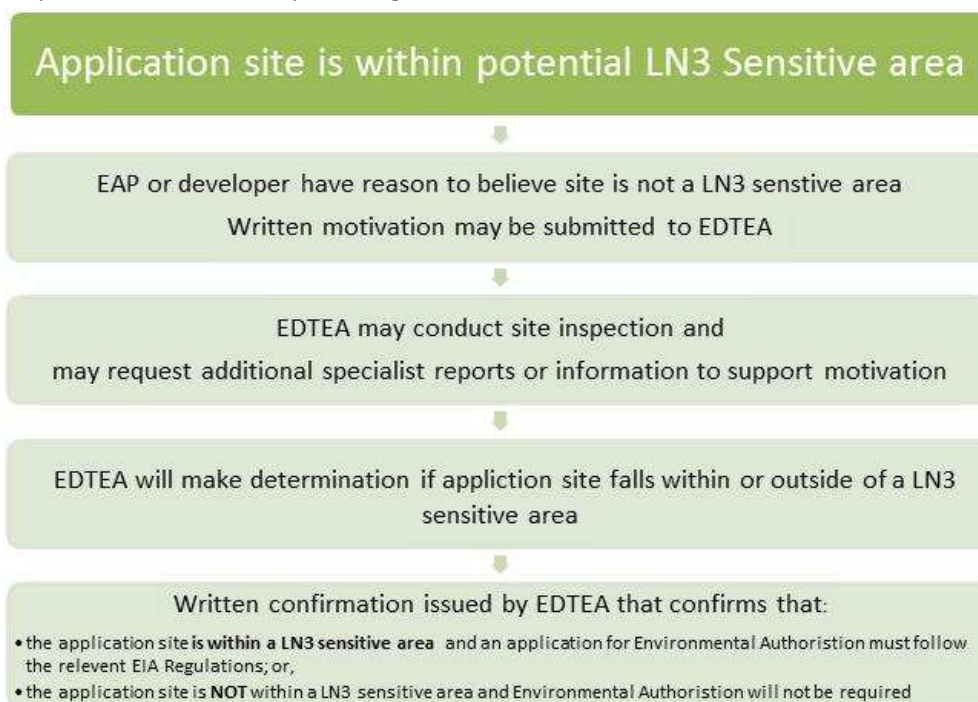 Application site is within potential LN3 Sensitive area
EAP or developer have reason to believe site is not a LN3 senstive area
Written motivation may be submitted to EDTEA
EDTEA may conduct site inspection and
may request additional specialist reports or information to support motivation
EDTEA will make determination if appliction site falls within or outside of a LN3
sensitive area
Written confirmation issued by EDTEA that confirms that:
• the application site is within a LN3 sensitive area and an application for Environmental Authoristion must follow
the relevent EIA Regulations; or,
• the application site is NOT within a LN3 sensitive area and Environmental Authoristion will not be required